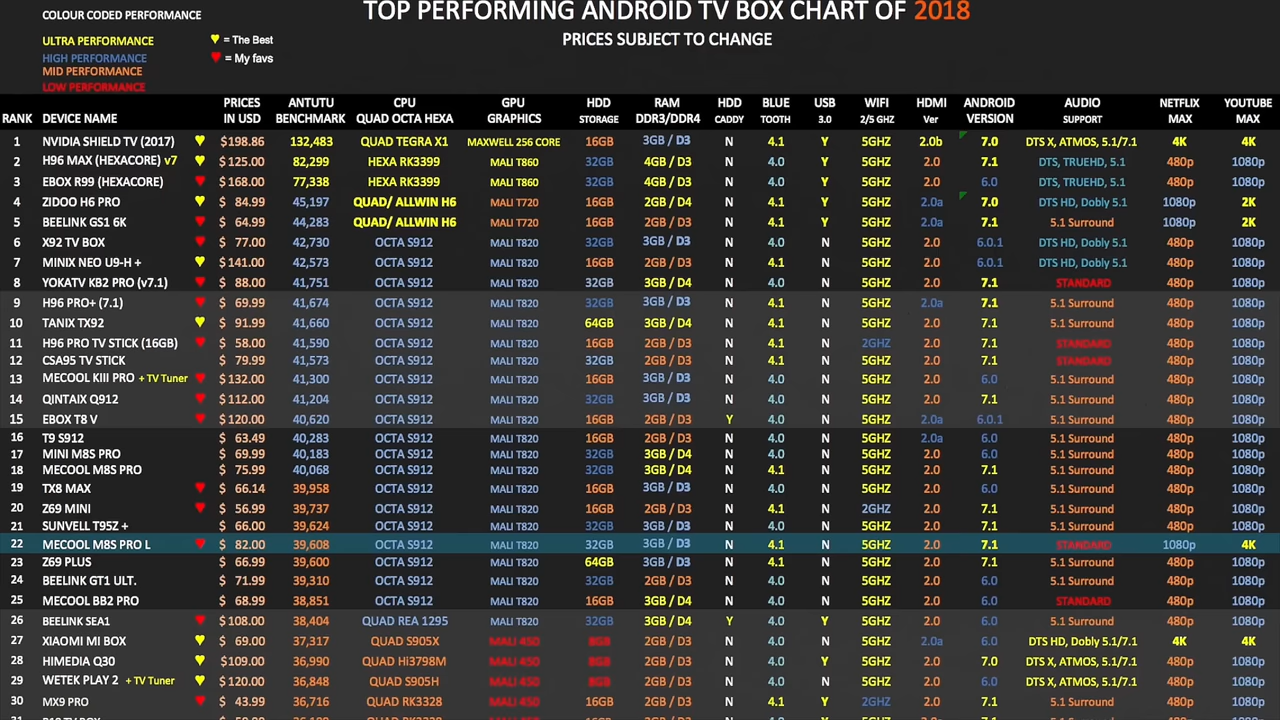 COLOUR CODED PERFORMANCE
TOP PERFORMING ANDROID TV BOX CHART OF 2018
ULTRA PERFORMANCE ♥ = The Best
PRICES SUBJECT TO CHANGE
HIGH PERFORMANCE ♥ = My favs
MID PERFORMANCE
LOW PERFORMANCE
PRICES ANTUTU CPU GPU HDD RAM HDD BLUE USB WIFI HDMI ANDROID AUDIO NETFLIX YOUTUBE
RANK DEVICE NAME IN USD BENCHMARK QUAD OCTA HEXA GRAPHICS STORAGE DDR3/DDR4 CADDY TOOTH 3.0 2/5 GHZ Ver VERSION SUPPORT MAX MAX
1 NVIDIA SHIELD TV (2017) ♥ $198.86 132,483 QUAD TEGRA X1 MAXWELL 256 CORE 16GB 3GB / D3 N 4.1 Y 5GHZ 2.0b 7.0 DTS X, ATMOS, 5.1/7.1 4K 4K
2 H96 MAX (HEXACORE) v7 ♥ $125.00 82,299 HEXA RK3399 MALI T860 32GB 4GB / D3 N 4.0 Y 5GHZ 2.0 7.1 DTS, TRUEHD, 5.1 480p 1080p
3 EBOX R99 (HEXACORE) ♥ $168.00 77,338 HEXA RK3399 MALI T860 32GB 4GB / D3 N 4.0 Y 5GHZ 2.0 6.0 DTS, TRUEHD, 5.1 480p 1080p
4 ZIDOO H6 PRO ♥ $ 84.99 45,197 QUAD/ ALLWIN H6 MALI T720 16GB 2GB / D4 N 4.1 Y 5GHZ 2.0a 7.0 DTS HD, Dobly 5.1 1080p 2K
5 BEELINK GS1 6K ♥ $ 64.99 44,283 QUAD/ ALLWIN H6 MALI T720 16GB 2GB / D3 N 4.1 Y 5GHZ 2.0a 7.1 5.1 Surround 1080p 2K
6 X92 TV BOX ♥ $ 77.00 42,730 OCTA S912 MALI T820 32GB 3GB / D3 N 4.0 N 5GHZ 2.0 6.0.1 DTS HD, Dobly 5.1 480p 1080p
7 MINIX NEO U9-H + ♥ $141.00 42,573 OCTA S912 MALI T820 16GB 2GB / D3 N 4.1 N 5GHZ 2.0 6.0.1 DTS HD, Dobly 5.1 480p 1080p
8 YOKATV KB2 PRO (v7.1) ♥ $ 88.00 41,751 OCTA S912 MALI T820 32GB 3GB / D4 N 4.0 N 5GHZ 2.0 7.1 STANDARD 480p 1080p
9 H96 PRO+ (7.1) ♥ $ 69.99 41,674 OCTA S912 MALI T820 32GB 3GB / D3 N 4.1 N 5GHZ 2.0a 7.1 5.1 Surround 480p 1080p
10 TANIX TX92 ♥ $ 91.99 41,660 OCTA S912 MALI T820 64GB 3GB / D4 N 4.1 N 5GHZ 2.0 7.1 5.1 Surround 480p 1080p
11 H96 PRO TV STICK (16GB) ♥ $ 58.00 41,590 OCTA S912 MALI T820 16GB 2GB / D3 N 4.0 N 2GHZ 2.0 7.1 STANDARD 480p 1080p
12 CSA95 TV STICK $ 79.99 41,573 OCTA S912 MALI T820 32GB 2GB / D3 N 4.1 N 5GHZ 2.0 7.1 STANDARD 480p 1080p
13 MECOOL KIII PRO + TV Tuner ♥ $ 132.00 41,300 OCTA S912 MALI T820 16GB 3GB / D3 N 4.0 N 5GHZ 2.0 6.0 5.1 Surround 480p 1080p
14 QINTAIX Q912 ♥ $ 112.00 41,204 OCTA S912 MALI T820 16GB 2GB / D3 N 4.0 N 5GHZ 2.0 7.1 5.1 Surround 480p 1080p
15 EBOX T8 V ♥ $ 120.00 40,620 OCTA S912 MALI T820 16GB 2GB / D3 Y 4.0 N 5GHZ 2.0a 6.0.1 5.1 Surround 480p 1080p
16 T9 S912 $ 63.49 40,283 OCTA S912 MALI T820 16GB 2GB / D3 N 4.0 N 5GHZ 2.0a 6.0 5.1 Surround 480p 1080p
17 MINI M8S PRO $ 69.99 40,183 OCTA S912 MALI T820 16GB 3GB / D4 N 4.0 N 5GHZ 2.0 6.0 5.1 Surround 480p 1080p
18 MECOOL M8S PRO $ 75.99 40,068 OCTA S912 MALI T820 16GB 3GB / D4 N 4.1 N 5GHZ 2.0 7.1 5.1 Surround 480p 1080p
19 TX8 MAX ♥ $ 66.14 39,958 OCTA S912 MALI T820 16GB 3GB / D3 N 4.0 N 5GHZ 2.0 6.0 5.1 Surround 480p 1080p
20 Z69 MINI ♥ $ 56.99 39,737 OCTA S912 MALI T820 16GB 2GB / D3 N 4.1 N 2GHZ 2.0 7.1 5.1 Surround 480p 1080p
21 SUNVELL T95Z + $ 66.00 39,624 OCTA S912 MALI T820 32GB 2GB / D3 N 4.0 N 5GHZ 2.0 7.1 5.1 Surround 480p 1080p
22 MECOOL M8S PRO L ♥ $ 82.00 39,608 OCTA S912 MALI T820 32GB 3GB / D3 N 4.1 N 5GHZ 2.0 7.1 STANDARD 1080p 4K
23 Z69 PLUS $ 66.99 39,600 OCTA S912 MALI T820 64GB 3GB / D3 N 4.1 N 5GHZ 2.0 7.1 5.1 Surround 480p 1080p
24 BEELINK GT1 ULT. $ 72.99 39,310 OCTA S912 MALI T820 32GB 2GB / D3 N 4.0 N 5GHZ 2.0 6.0 5.1 Surround 480p 1080p
25 MECOOL BB2 PRO $ 68.99 38,851 OCTA S912 MALI T820 16GB 3GB / D4 N 4.0 N 5GHZ 2.0 6.0 STANDARD 480p 1080p
26 BEELINK SEA1 ♥ $108.00 38,404 QUAD REA 1295 MALI T820 32GB 3GB / D4 Y 4.0 Y 5GHZ 2.0 6.0 5.1 Surround 480p 1080p
27 XIAOMI MI BOX ♥ $ 69.00 37,317 QUAD S905X MALI 450 8GB 2GB / D3 N 4.0 N 5GHZ 2.0a 6.0 DTS HD, Dobly 5.1/7.1 4K 4K
28 HIMEDIA Q30 ♥ $109.00 36,990 QUAD Hi3798M MALI 450 8GB 2GB / D3 N 4.0 Y 5GHZ 2.0 7.0 DTS X, ATMOS, 5.1/7.1 480p 1080p
29 WETEK PLAY 2 + TV Tuner ♥ $120.00 36,848 QUAD S905H MALI 450 8GB 2GB / D3 N 4.0 N 5GHZ 2.0 6.0 DTS X, ATMOS, 5.1/7.1 480p 1080p
30 MX9 PRO ♥ $ 43.99 36,716 QUAD RK3328 MALI 450 16GB 2GB / D3 N 4.1 Y 2GHZ 2.0 7.1 5.1 Surround 480p 1080p